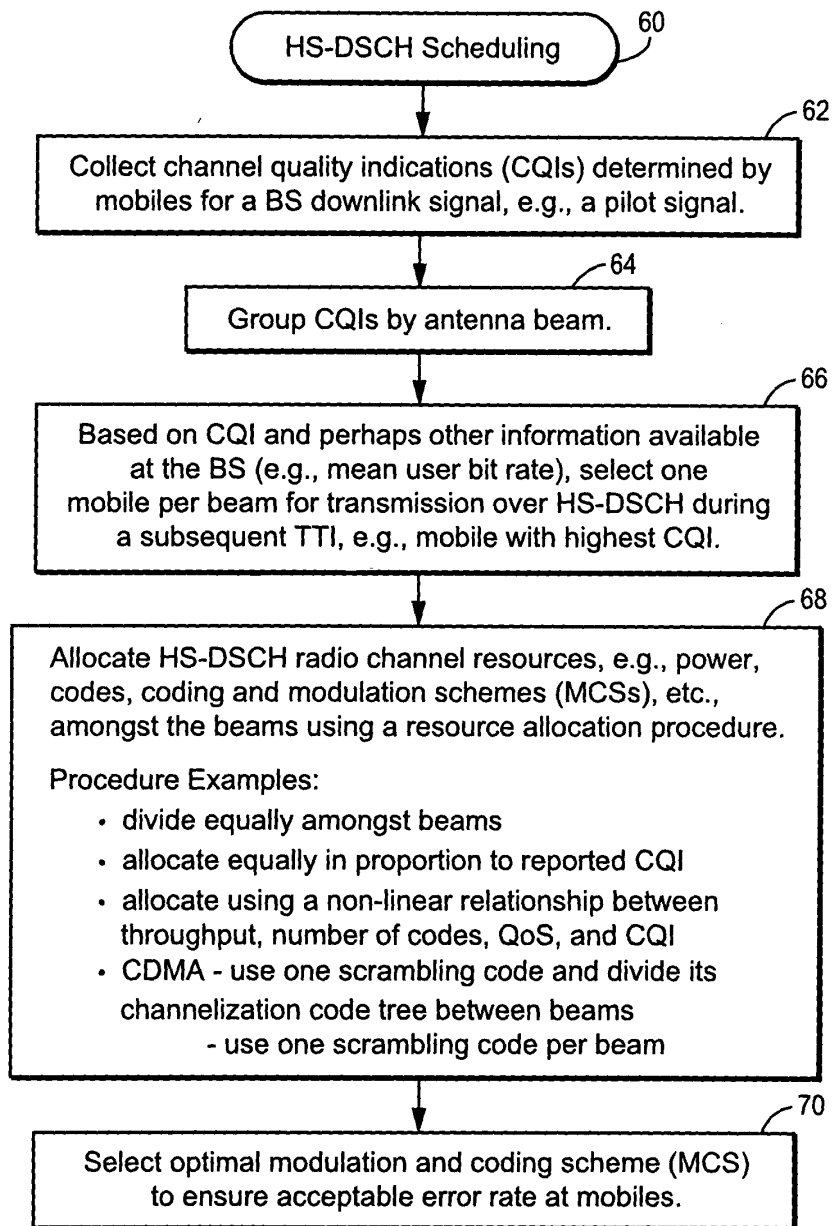 HS-DSCH Scheduling
60
62
Collect channel quality indications (CQIs) determined by
mobiles for a BS downlink signal, e.g., a pilot signal.
64
Group CQIs by antenna beam.
66
Based on CQI and perhaps other information available
at the BS (e.g., mean user bit rate), select one
mobile per beam for transmission over HS-DSCH during
a subsequent TTI, e.g., mobile with highest CQI.
68
Allocate HS-DSCH radio channel resources, e.g., power,
codes, coding and modulation schemes (MCSs), etc.,
amongst the beams using a resource allocation procedure.
Procedure Examples:
· divide equally amongst beams
· allocate equally in proportion to reported CQI
· allocate using a non-linear relationship between
throughput, number of codes, QoS, and CQI
· CDMA - use one scrambling code and divide its
channelization code tree between beams
- use one scrambling code per beam
70
Select optimal modulation and coding scheme (MCS)
to ensure acceptable error rate at mobiles.